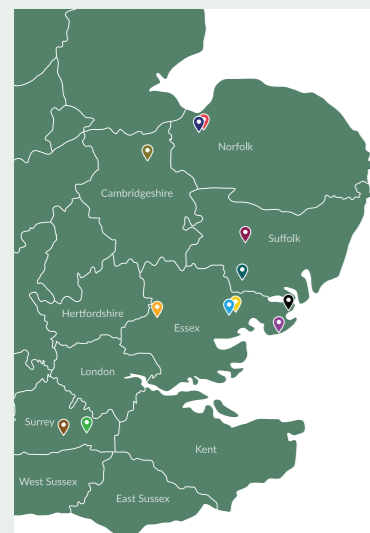 Norfolk
Cambridgeshire
Suffolk
Hertfordshire
Essex
London
Surrey
Kent
West Sussex
East Sussex